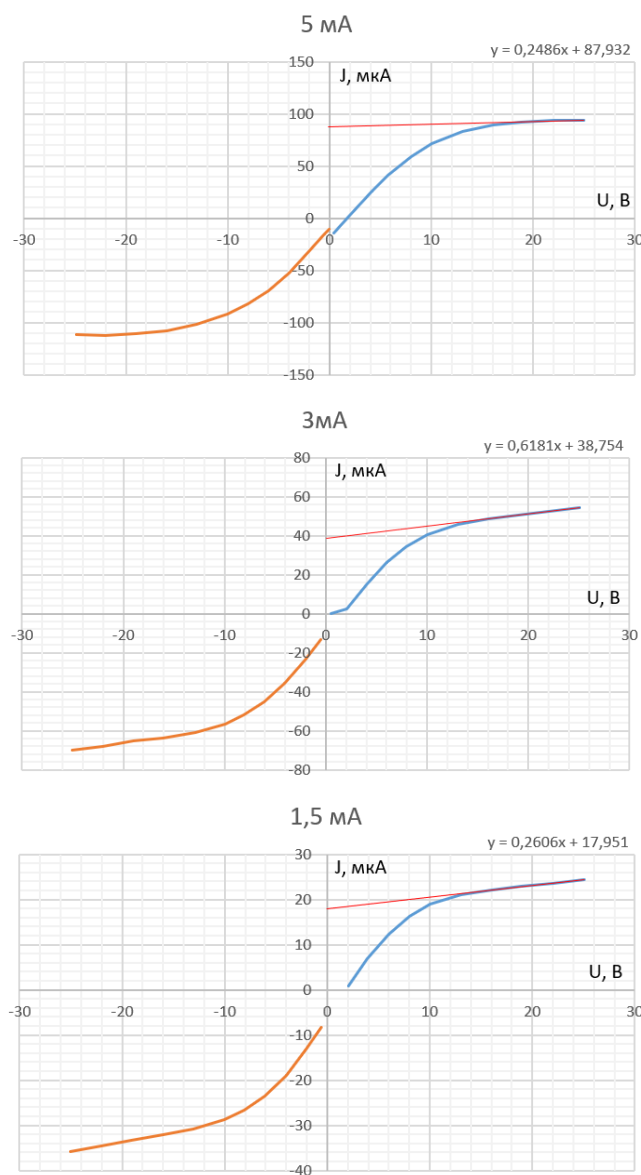 5 мА
y = 0,2486x + 87,932
150
J, мкА
100
50
U, В
0
-30 -20 -10 0 10 20 30
-50
-100
-150
3мА
y = 0,6181x + 38,754
80
J, мкА
60
40
20
U, В
0
-30 -20 -10 0 10 20 30
-20
-40
-60
-80
1,5 мА
y = 0,2606x + 17,951
30
J, мкА
20
10
U, В
0
-30 -20 -10 0 10 20 30
-10
-20
-30
-40